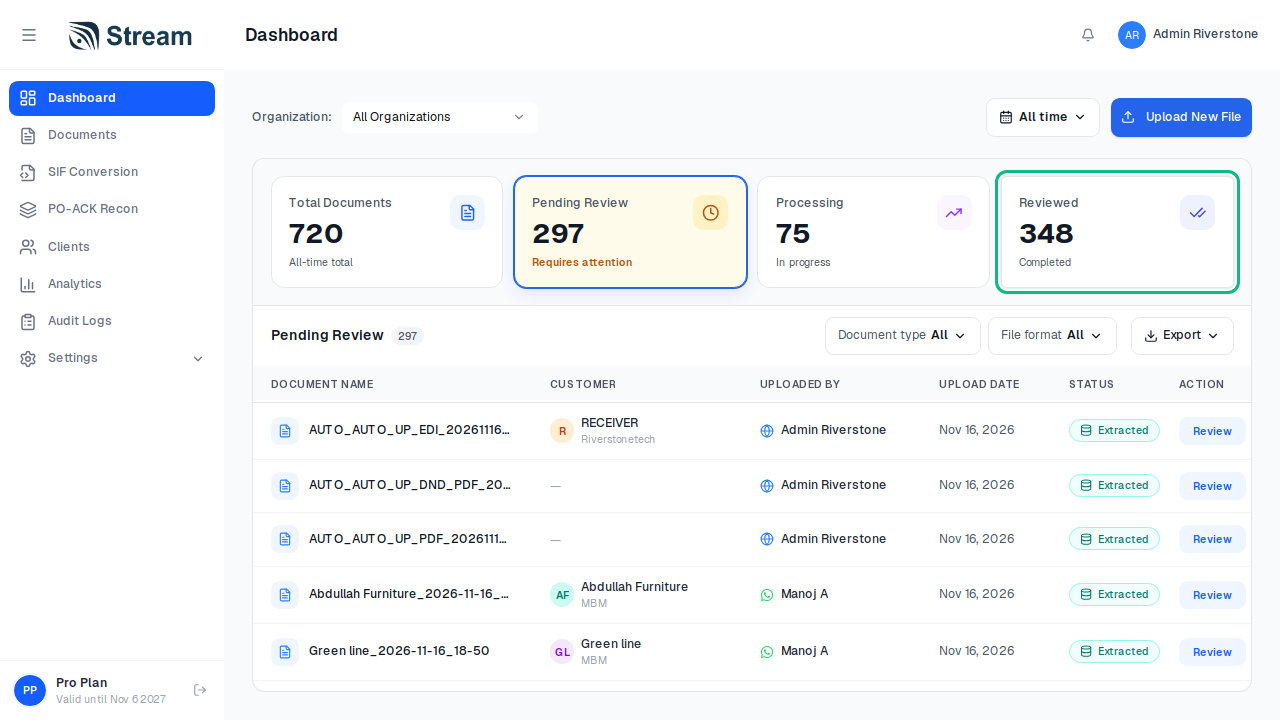 Stream
Dashboard
AR
Admin Riverstone
Dashboard
Documents
SIF Conversion
PO-ACK Recon
Clients
Analytics
Audit Logs
Settings
PP
Pro Plan
Valid until Nov 6 2027
Organization:
All Organizations
All time
Upload New File
Total Documents
720
All-time total
Pending Review
297
Requires attention
Processing
75
In progress
Reviewed
348
Completed
Pending Review 297
Document type All
File format All
Export
DOCUMENT NAME CUSTOMER UPLOADED BY UPLOAD DATE STATUS ACTION
AUTO_AUTO_UP_EDI_20261116... R RECEIVER Admin Riverstone Nov 16, 2026 Extracted Review
Riverstonetech
AUTO_AUTO_UP_DND_PDF_20... — Admin Riverstone Nov 16, 2026 Extracted Review
AUTO_AUTO_UP_PDF_2026111... — Admin Riverstone Nov 16, 2026 Extracted Review
Abdullah Furniture_2026-11-16_... AF Abdullah Furniture Manoj A Nov 16, 2026 Extracted Review
MBM
Green line_2026-11-16_18-50 GL Green line Manoj A Nov 16, 2026 Extracted Review
MBM